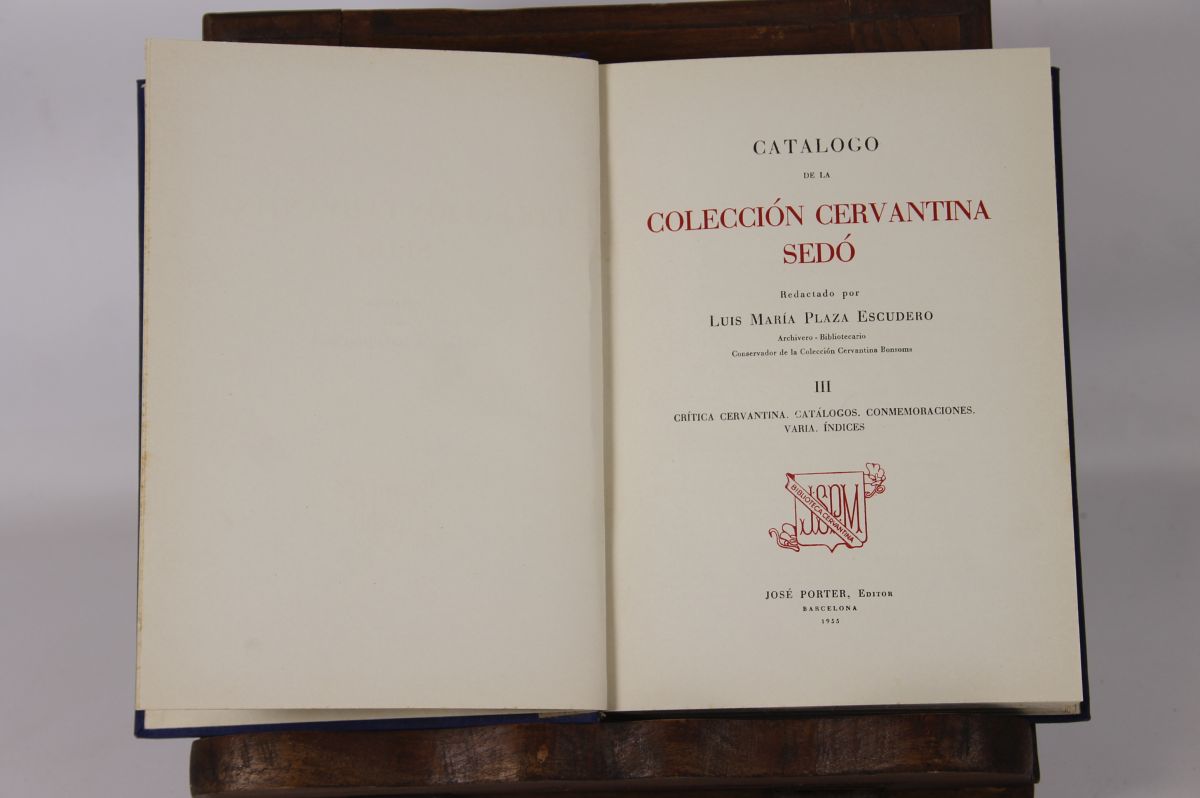 CATALOGO
DE LA
COLECCIÓN CERVANTINA
SEDÓ
Redactado por
LUIS MARÍA PLAZA ESCUDERO
Archivero - Bibliotecario
Conservador de la Colección Cervantina Bonsoms
III
CRÍTICA CERVANTINA. CATÁLOGOS. CONMEMORACIONES.
VARIA. ÍNDICES
JSPM
BIBLIOTECA CERVANTINA
JOSÉ PORTER, EDITOR
BARCELONA
1955